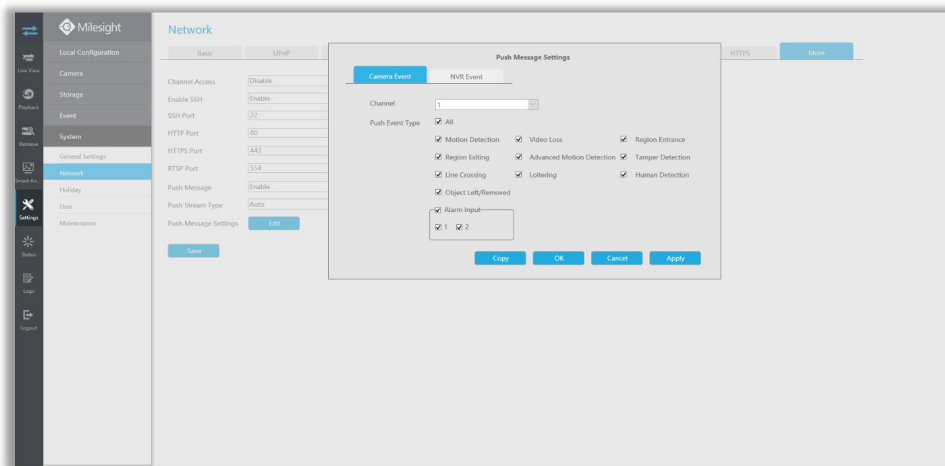 Milesight
Live View
Playback
Retrieve
Smart An...
Settings
Status
Logs
Logout
Local Configuration
Camera
Storage
Event
System
General Settings
Network
Holiday
User
Maintenance
Network
Basic
UPnP
HTTPS
More
Channel Access
Disable
Enable SSH
Enable
SSH Port
22
HTTP Port
80
HTTPS Port
443
RTSP Port
554
Push Message
Enable
Push Stream Type
Auto
Push Message Settings
Edit
Save
Push Message Settings
Camera Event
NVR Event
Channel
1
Push Event Type
All
Motion Detection
Video Loss
Region Entrance
Region Exiting
Advanced Motion Detection
Tamper Detection
Line Crossing
Loitering
Human Detection
Object Left/Removed
Alarm Input
1
2
Copy
OK
Cancel
Apply